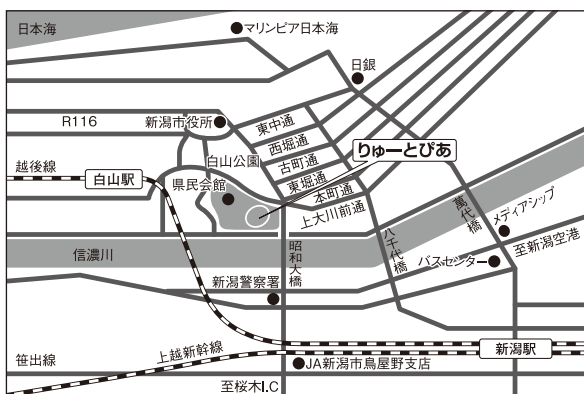 日本海
マリンピア日本海
日銀
R116
新潟市役所
東中通
西堀通
古町通
東堀通
本町通
上大川前通
りゅーとぴあ
白山公園
越後線
白山駅
県民会館
萬代橋
メディアシップ
八千代橋
昭和大橋
至新潟空港
信濃川
バスセンター
新潟警察署
新潟駅
上越新幹線
笹出線
JA新潟市鳥屋野支店
至桜木I.C